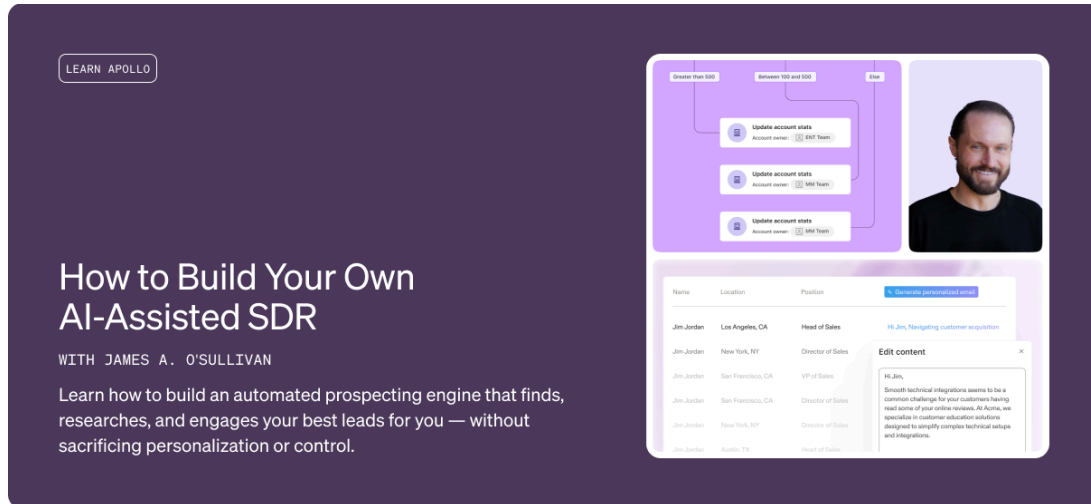 LEARN APOLLO
How to Build Your Own
AI-Assisted SDR
WITH JAMES A. O'SULLIVAN
Learn how to build an automated prospecting engine that finds,
researches, and engages your best leads for you — without
sacrificing personalization or control.
Greater than 500
Between 100 and 500
Else
Update account stats
Account owner: ENT Team
Update account stats
Account owner: MM Team
Update account stats
Account owner: MM Team
Name Location Position Generate personalized email
Jim Jordan Los Angeles, CA Head of Sales Hi Jim, Navigating customer acquisition
Jim Jordan New York, NY Director of Sales
Jim Jordan San Francisco, CA VP of Sales
Jim Jordan San Francisco, CA Director of Sales
Jim Jordan New York, NY Director of Sales
Jim Jordan Austin, TX Head of Sales
Edit content
Hi Jim,
Smooth technical integrations seems to be a
common challenge for your customers having
read some of your online reviews. At Acme, we
specialize in customer education solutions
designed to simplify complex technical setups
and integrations.